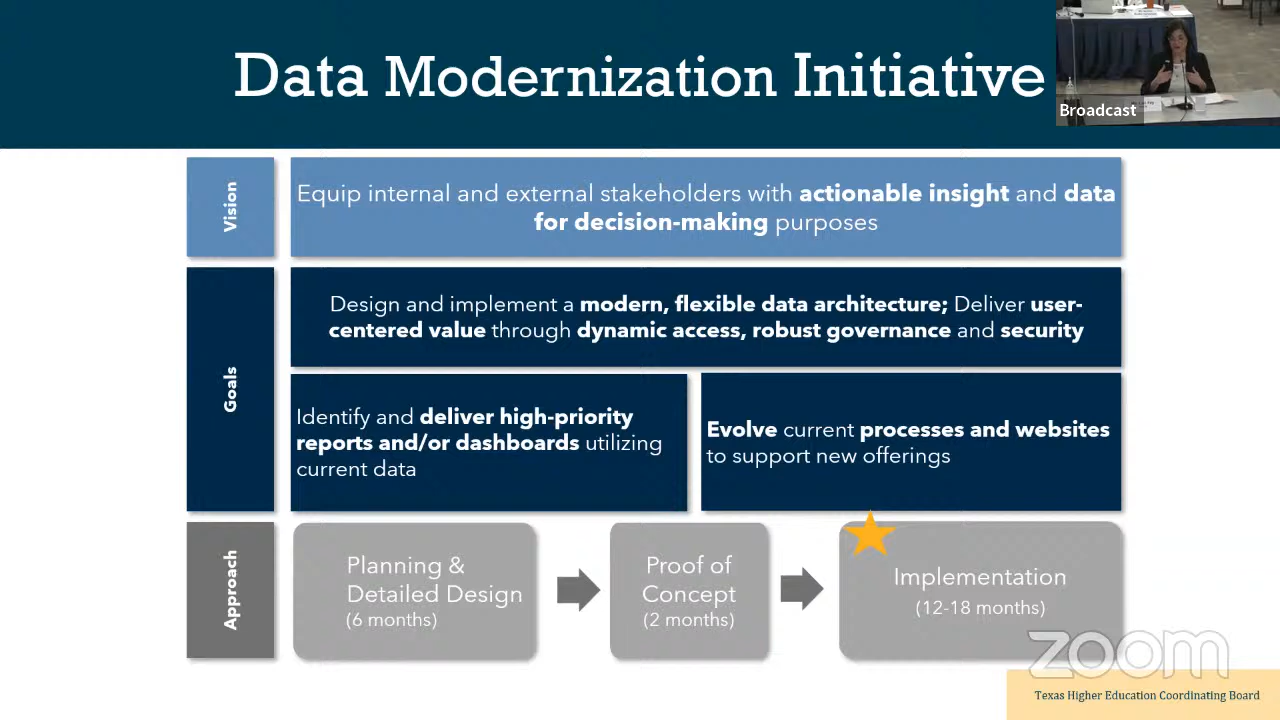 Data Modernization Initiative
Broadcast
Vision
Equip internal and external stakeholders with actionable insight and data
for decision-making purposes
Goals
Design and implement a modern, flexible data architecture; Deliver user-
centered value through dynamic access, robust governance and security
Identify and deliver high-priority
reports and/or dashboards utilizing
current data
Evolve current processes and websites
to support new offerings
Approach
Planning &
Detailed Design
(6 months)
Proof of
Concept
(2 months)
Implementation
(12-18 months)
zoom
Texas Higher Education Coordinating Board